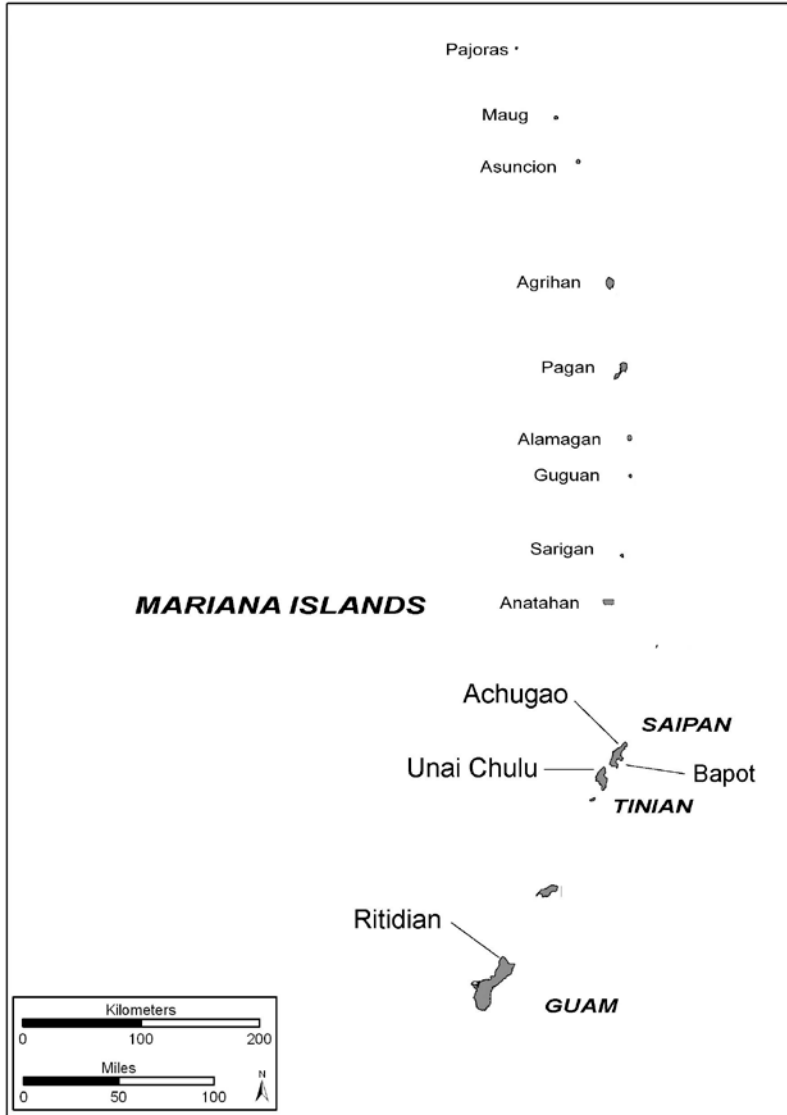 Pajoras
Maug
Asuncion
Agrihan
Pagan
Alamagan
Guguan
Sarigan
MARIANA ISLANDS
Anatahan
Achugao
SAIPAN
Unai Chulu
Bapot
TINIAN
Ritidian
GUAM
Kilometers
0 100 200
Miles
N
0 50 100